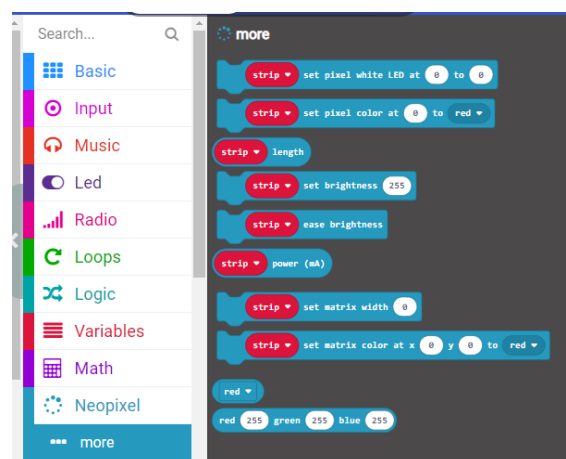 Search...
Basic
Input
Music
Led
Radio
Loops
Logic
Variables
Math
Neopixel
more
more
strip set pixel white LED at 0 to 0
strip set pixel color at 0 to red
strip length
strip set brightness 255
strip ease brightness
strip power (mA)
strip set matrix width 0
strip set matrix color at x 0 y 0 to red
red
red 255 green 255 blue 255